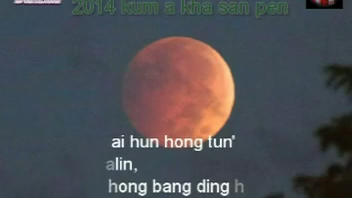 2014 kum a kha san pen
ai hun hong tun'
alin,
hong bang ding h